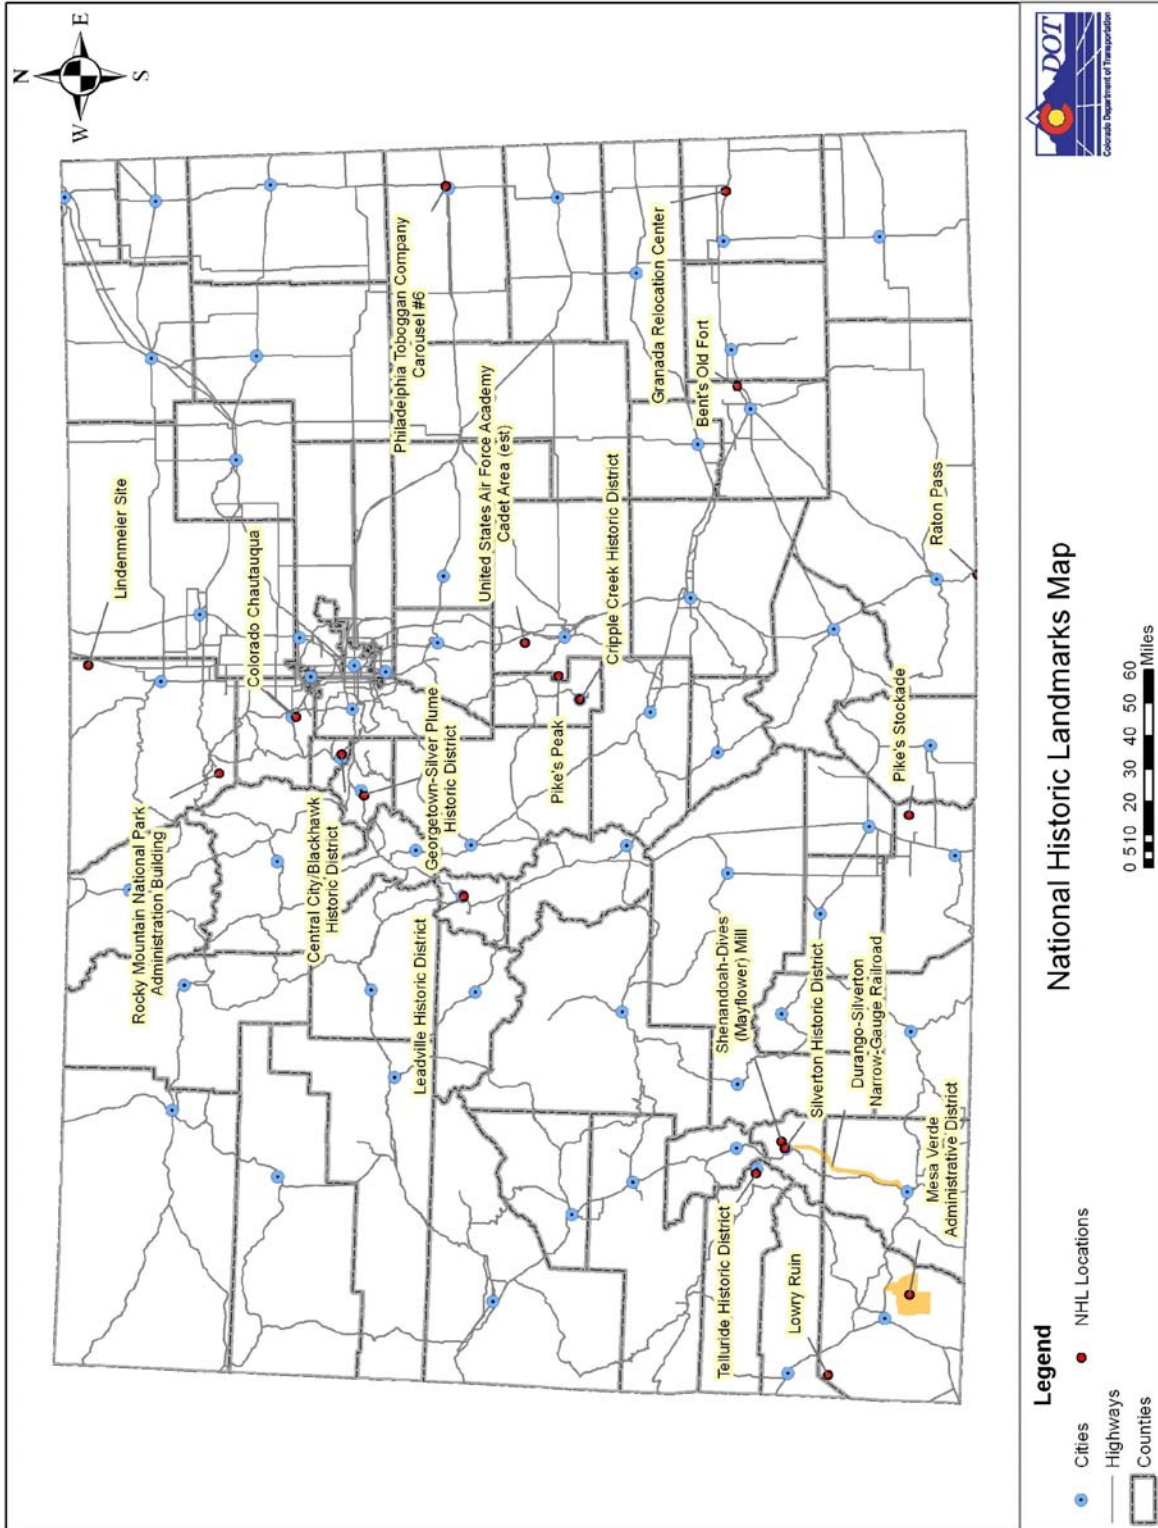 N
W
E
S
Lindenmeier Site
Rocky Mountain National Park
Administration Building
Colorado Chautauqua
Central City/Blackhawk
Historic District
Georgetown-Silver Plume
Historic District
Philadelphia Toboggan Company
Carousel #6
Leadville Historic District
United States Air Force Academy
Cadet Area (est)
Pike's Peak
Cripple Creek Historic District
Granada Relocation Center
Bent's Old Fort
Shenandoah-Dives
(Mayflower) Mill
Telluride Historic District
Silverton Historic District
Lowry Ruin
Durango-Silverton
Narrow-Gauge Railroad
Pike's Stockade
Raton Pass
Mesa Verde
Administrative District
Legend
Cities
NHL Locations
Highways
Counties
National Historic Landmarks Map
0 5 10 20 30 40 50 60
Miles
DOT
Colorado Department of Transportation